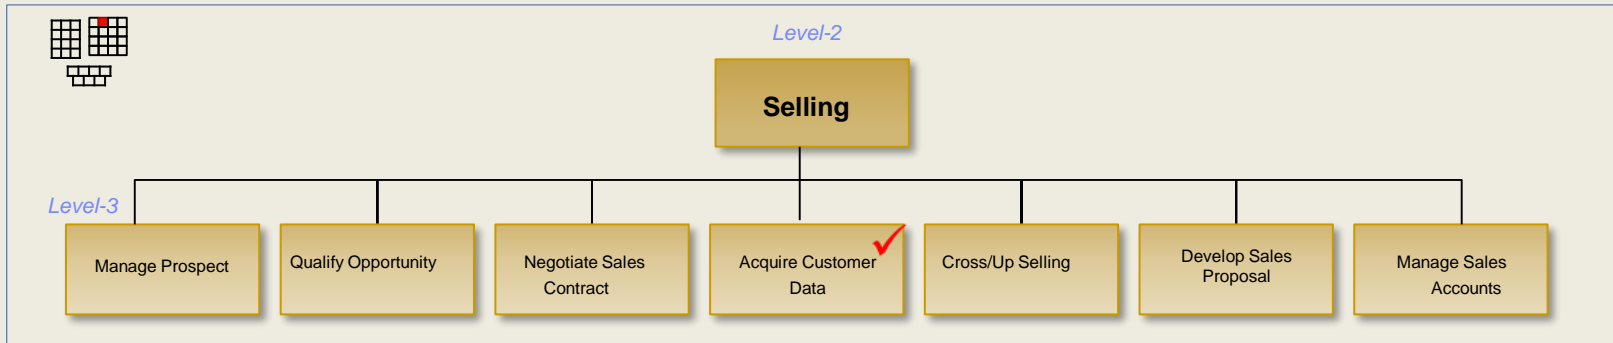 Level-2
Selling
Level-3
Manage Prospect
Qualify Opportunity
Negotiate Sales
Contract
Acquire Customer
Data
Cross/Up Selling
Develop Sales
Proposal
Manage Sales
Accounts